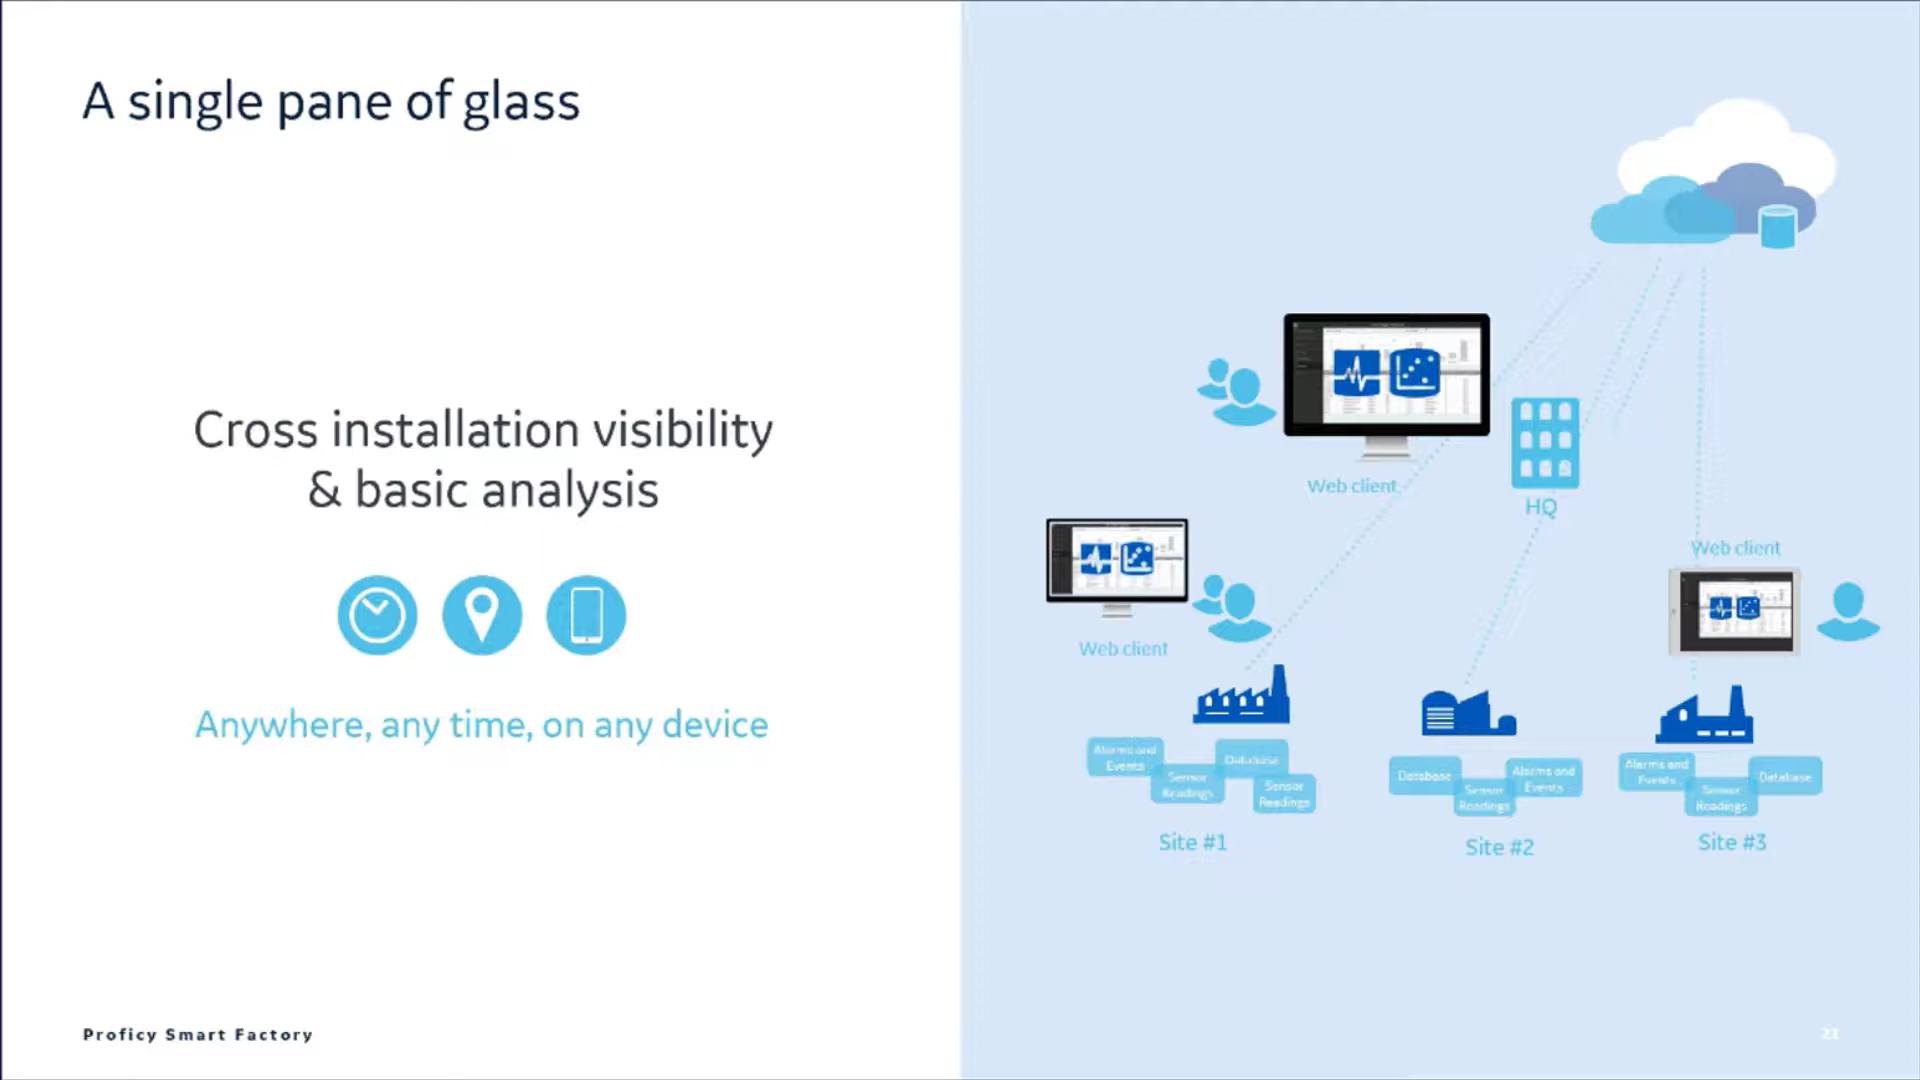 A single pane of glass
Cross installation visibility
& basic analysis
Anywhere, any time, on any device
Web client
HQ
Web client
Web client
Alarms and
Events
Sensor
Readings
Database
Sensor
Readings
Site #1
Database
Sensor
Readings
Alarms and
Events
Site #2
Alarms and
Events
Sensor
Readings
Database
Site #3
Proficy Smart Factory